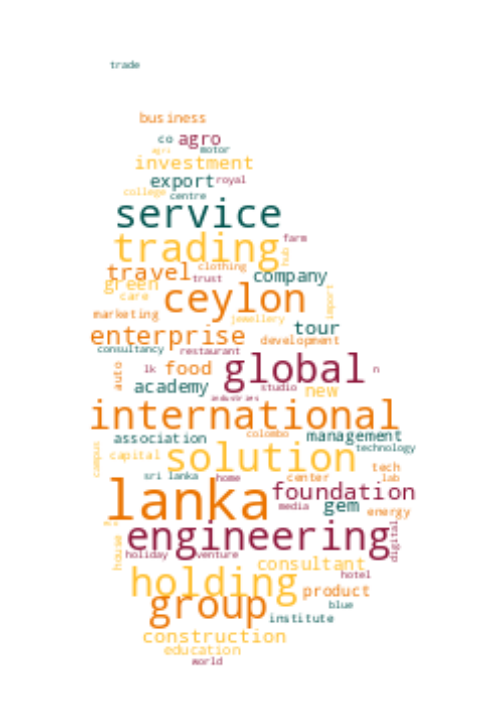 trade
business
co agro
agri motor
investment
export royal
college centre
service
trading farm
hub
travel clothing
trust company
green
care ceylon import
marketing jewellery
enterprise tour
development
consultancy restaurant
auto lk food global n
academy studio new
industries
international
association colombo management
campus capital solution technology
tech
sri lanka home center lab
lanka foundation
media gem energy
engineering digital
house holiday venture
consultant
holding hotel
group product
blue
institute
construction
education
world